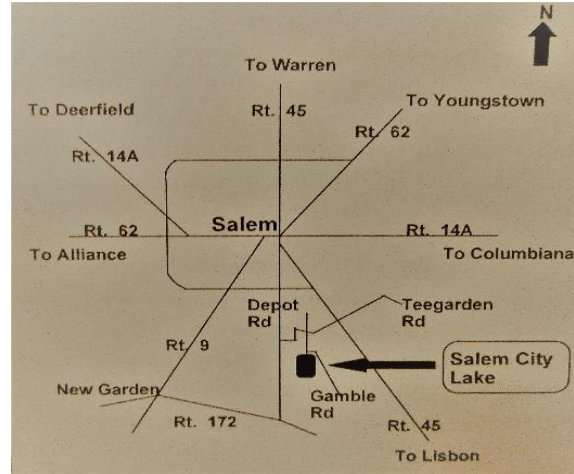 N
To Warren
To Deerfield
Rt. 45
To Youngstown
Rt. 62
Rt. 14A
Salem
Rt. 62
Rt. 14A
To Alliance
To Columbiana
Depot
Rd
Teegarden
Rd
Rt. 9
Salem City
Lake
New Garden
Gamble
Rd
Rt. 172
Rt. 45
To Lisbon